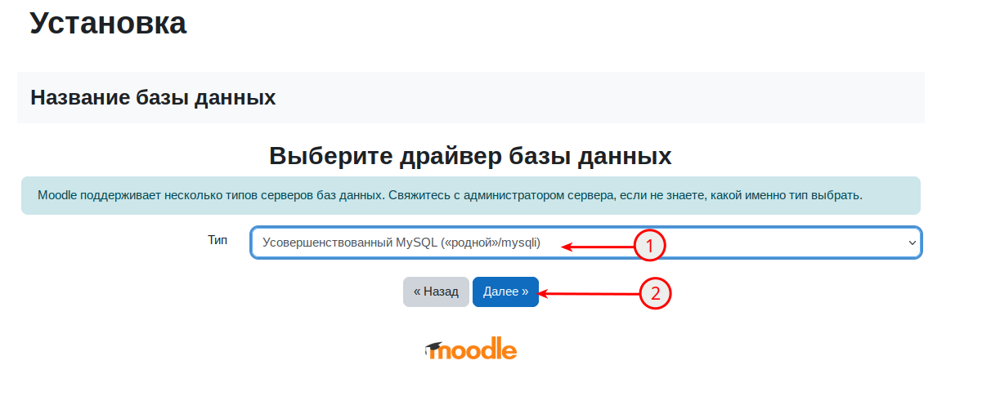 Установка
Название базы данных
Выберите драйвер базы данных
Moodle поддерживает несколько типов серверов баз данных. Свяжитесь с администратором сервера, если не знаете, какой именно тип выбрать.
Тип Усовершенствованный MySQL («родной»/mysqli) 1
« Назад Далее » 2
moodle